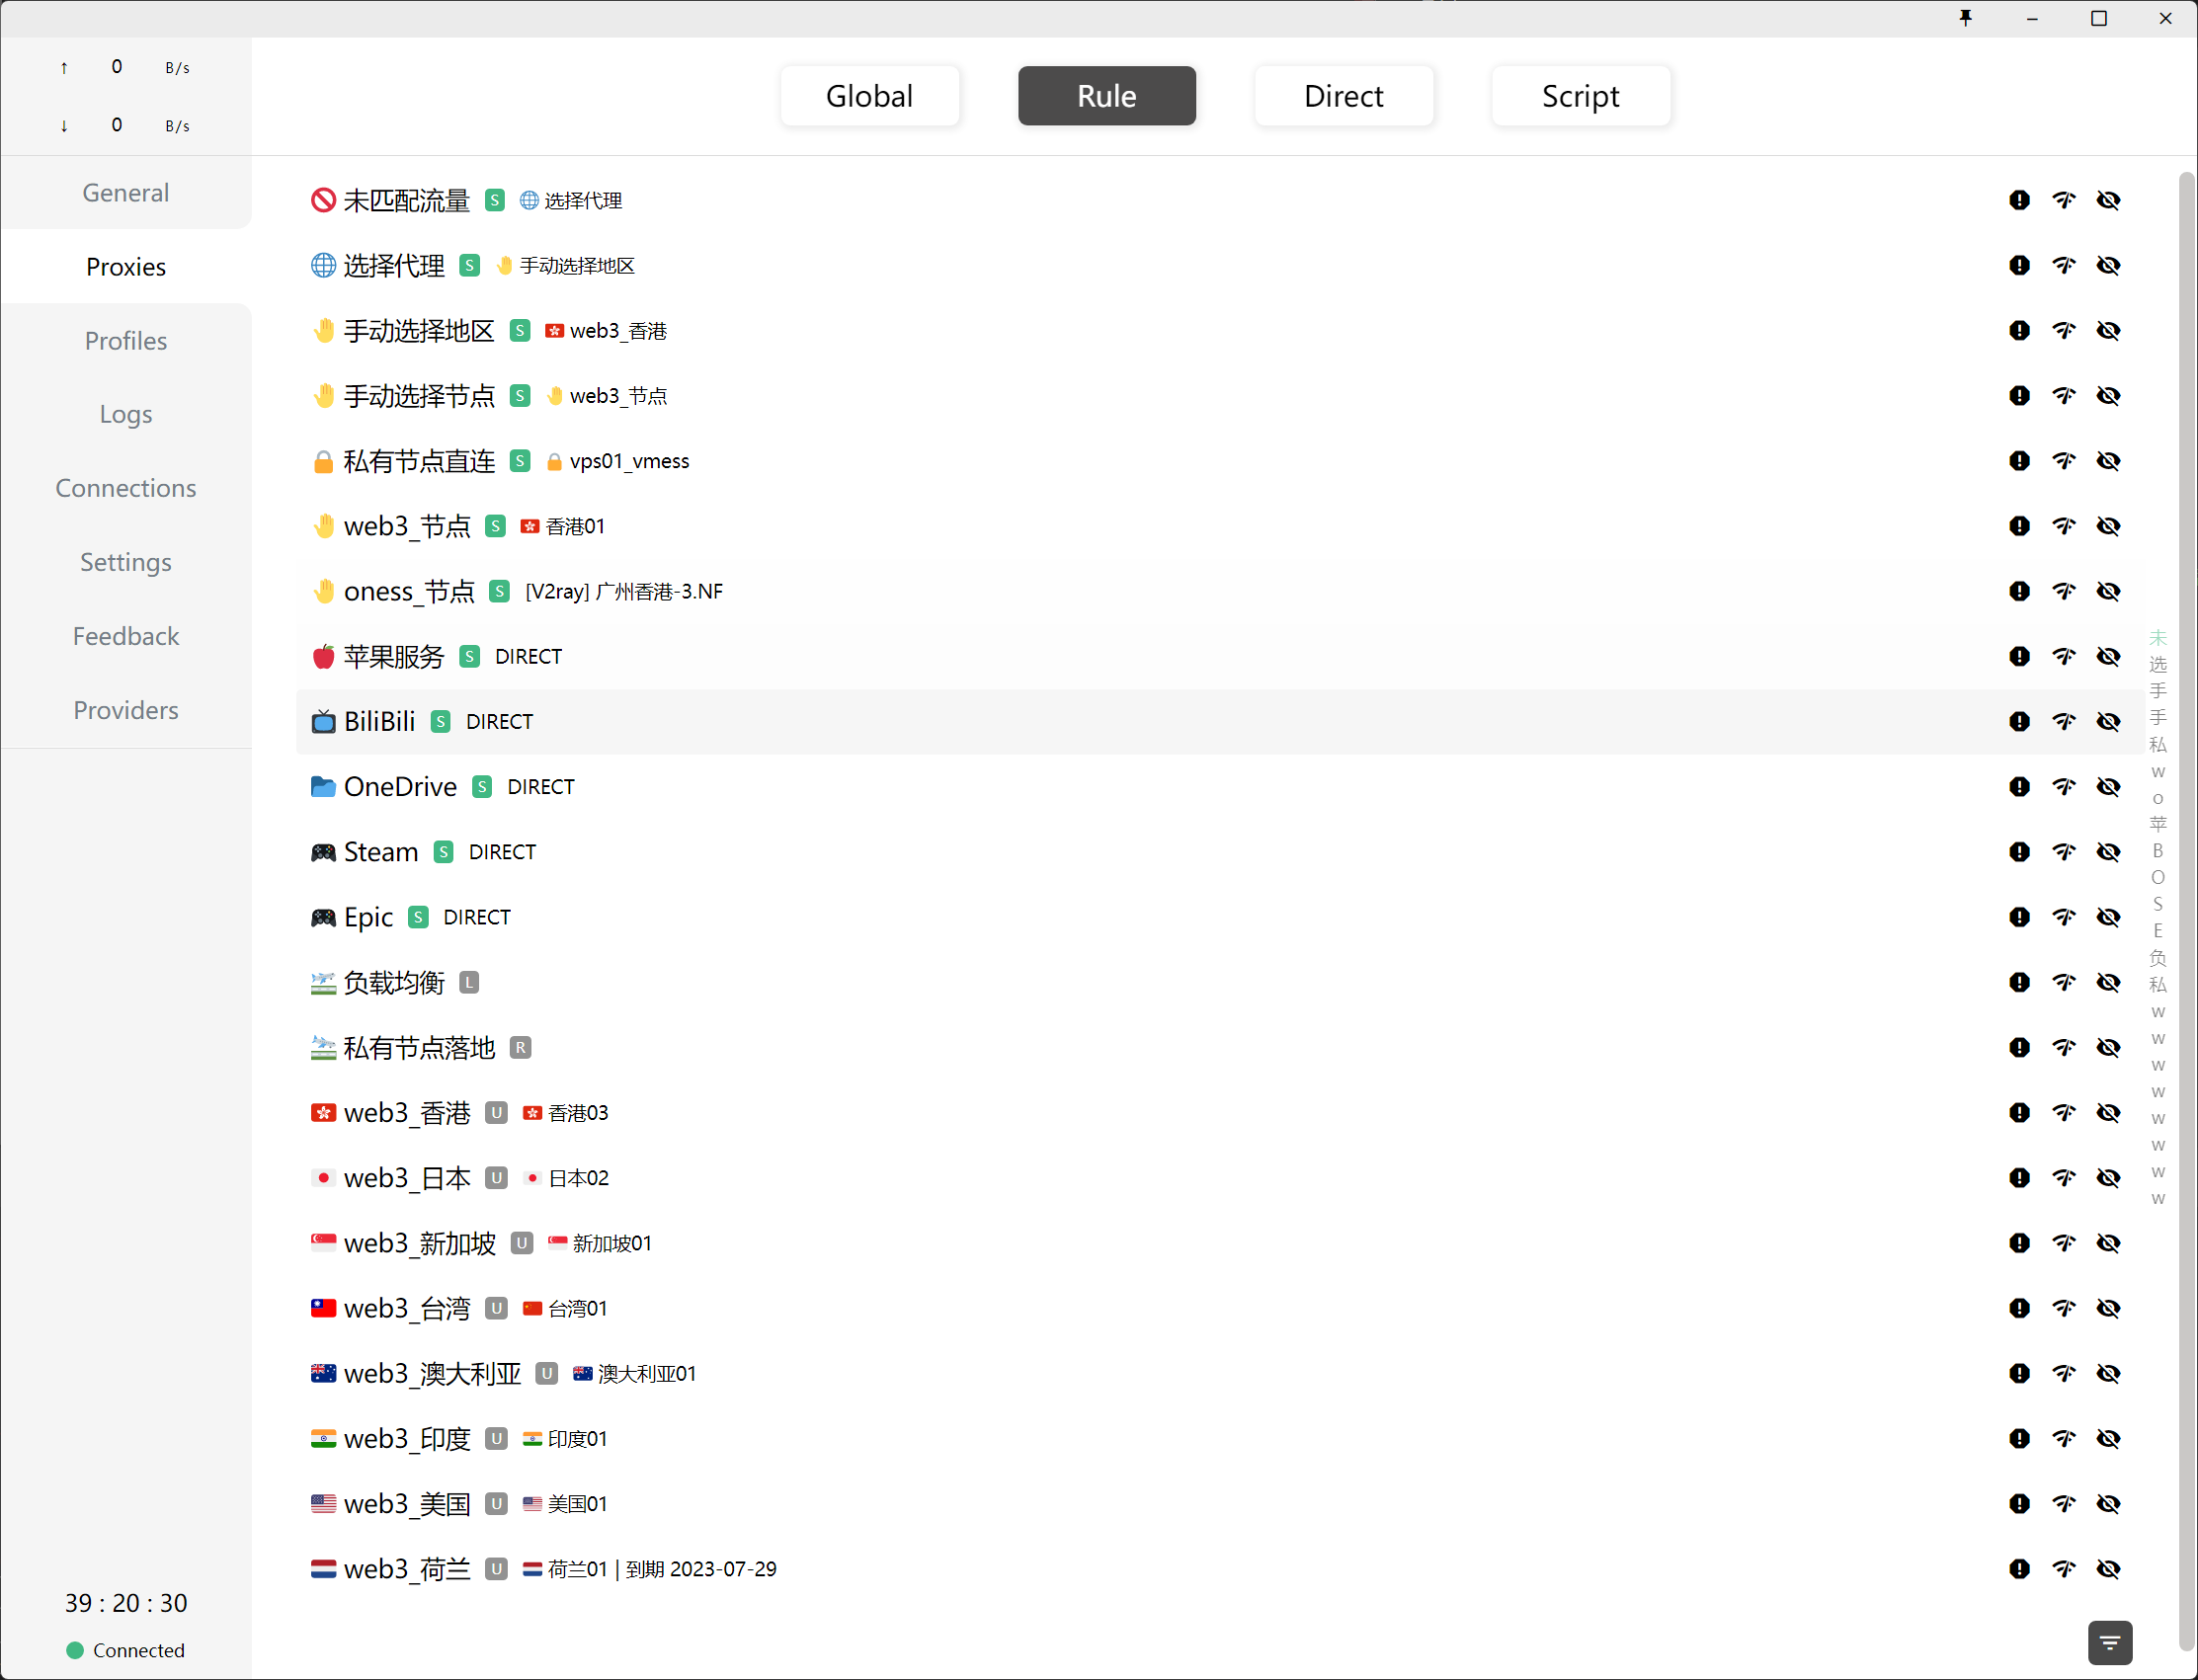 ↑ 0 B/s
↓ 0 B/s
Global Rule Direct Script
General
Proxies
Profiles
Logs
Connections
Settings
Feedback
Providers
39 : 20 : 30
Connected
未匹配流量 S 选择代理
选择代理 S 手动选择地区
手动选择地区 S web3_香港
手动选择节点 S web3_节点
私有节点直连 S vps01_vmess
web3_节点 S 香港01
oness_节点 S [V2ray] 广州香港-3.NF
苹果服务 S DIRECT
BiliBili S DIRECT
OneDrive S DIRECT
Steam S DIRECT
Epic S DIRECT
负载均衡 L
私有节点落地 R
web3_香港 U 香港03
web3_日本 U 日本02
web3_新加坡 U 新加坡01
web3_台湾 U 台湾01
web3_澳大利亚 U 澳大利亚01
web3_印度 U 印度01
web3_美国 U 美国01
web3_荷兰 U 荷兰01 | 到期 2023-07-29
未
选
手
手
私
w
o
苹
B
O
S
E
负
私
w
w
w
w
w
w
w
w